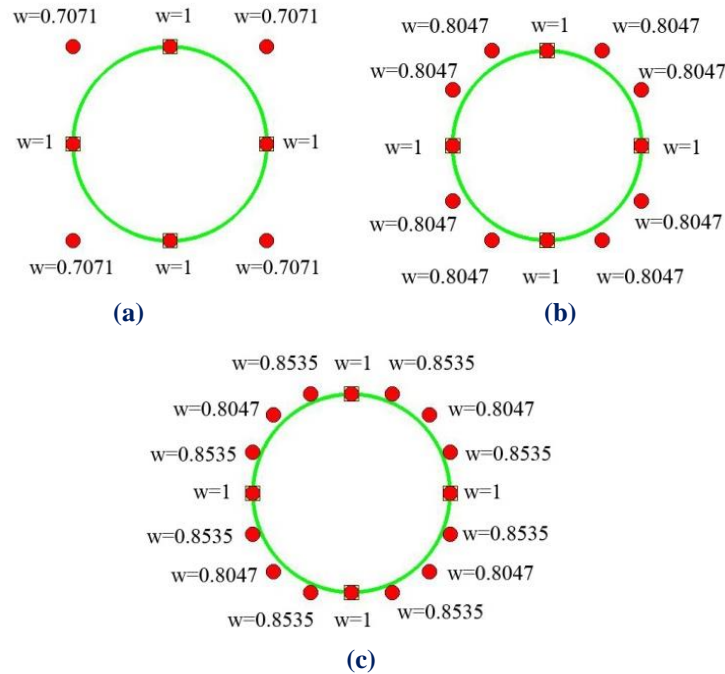 w=0.7071 w=1 w=0.7071
w=1 w=1
w=0.7071 w=1 w=0.7071
(a)
w=0.8047 w=1 w=0.8047
w=0.8047 w=0.8047
w=1 w=1
w=0.8047 w=0.8047
w=0.8047 w=1 w=0.8047
(b)
w=0.8535 w=1 w=0.8535
w=0.8047 w=0.8047
w=0.8535 w=0.8535
w=1 w=1
w=0.8535 w=0.8535
w=0.8047 w=0.8047
w=0.8535 w=1 w=0.8535
(c)